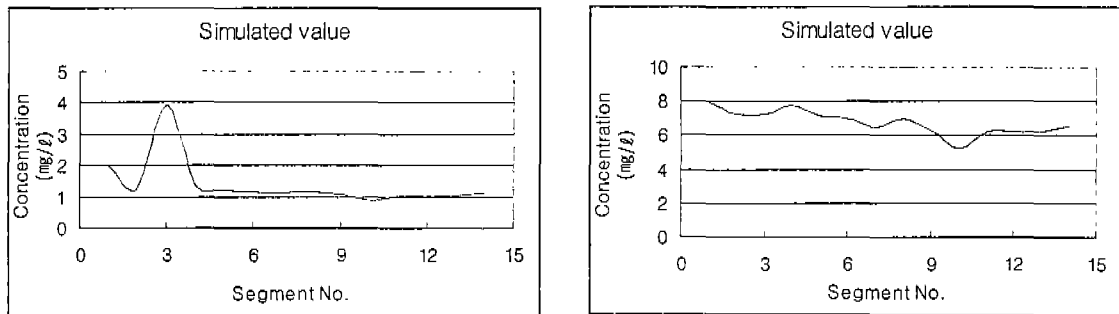 Simulated value
5
4
3
2
1
0
Concentration
(㎎/ℓ)
0 3 6 9 12 15
Segment No.
Simulated value
10
8
6
4
2
0
Concentration
(㎎/ℓ)
0 3 6 9 12 15
Segment No.